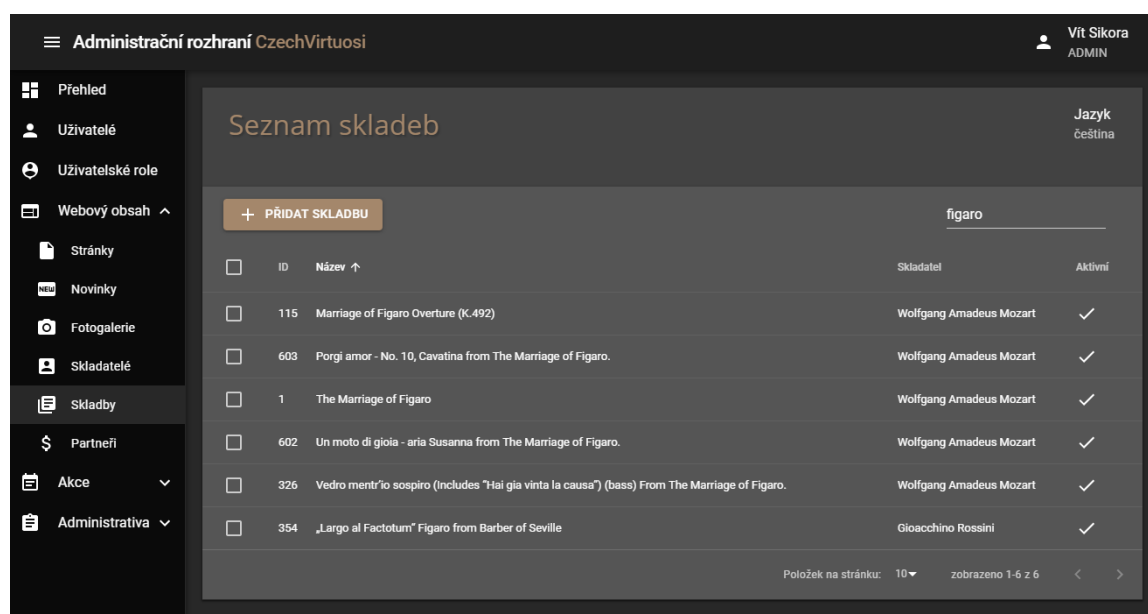 Administrační rozhraní CzechVirtuosi
Vít Sikora
ADMIN
Přehled
Uživatelé
Uživatelské role
Webový obsah
Stránky
NEW Novinky
Fotogalerie
Skladatelé
Skladby
$ Partneři
Akce
Administrativa
Seznam skladeb
Jazyk
čeština
+ PŘIDAT SKLADBU
figaro
ID Název ↑ Skladatel Aktivní
115 Marriage of Figaro Overture (K.492) Wolfgang Amadeus Mozart ✓
603 Porgi amor - No. 10, Cavatina from The Marriage of Figaro. Wolfgang Amadeus Mozart ✓
1 The Marriage of Figaro Wolfgang Amadeus Mozart ✓
602 Un moto di gioia - aria Susanna from The Marriage of Figaro. Wolfgang Amadeus Mozart ✓
326 Vedro mentr'io sospiro (Includes "Hai gia vinta la causa") (bass) From The Marriage of Figaro. Wolfgang Amadeus Mozart ✓
354 „Largo al Factotum" Figaro from Barber of Seville Gioacchino Rossini ✓
Položek na stránku: 10 zobrazeno 1-6 z 6 < >